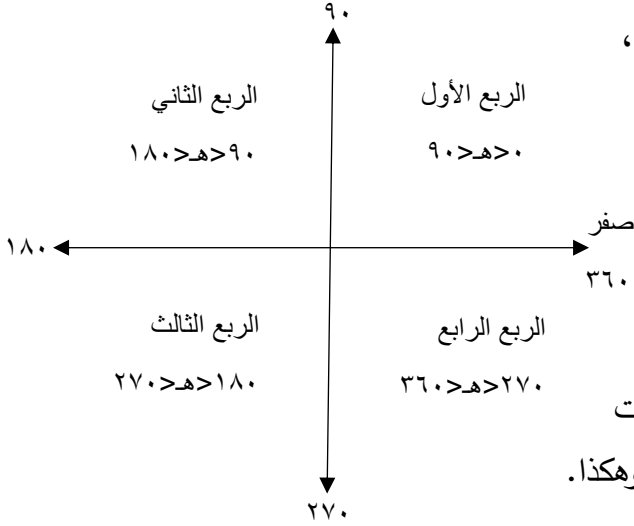 ٩٠
،
الربع الأول
الربع الثاني
٠<هـ<٩٠
٩٠<هـ<١٨٠
صفر
١٨٠
٣٦٠
الربع الرابع
الربع الثالث
٢٧٠<هـ<٣٦٠
١٨٠<هـ<٢٧٠
ت
وهكذا.
٢٧٠